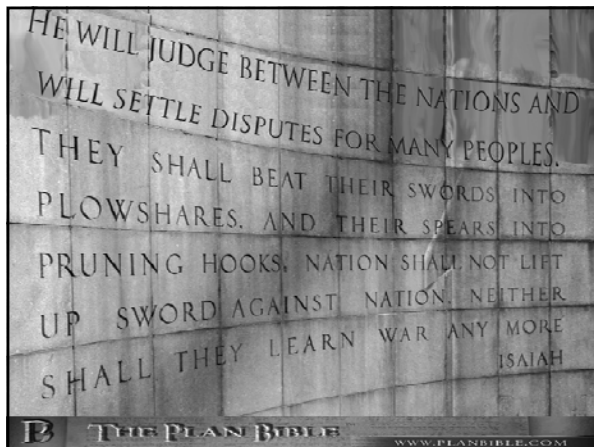 HE WILL JUDGE BETWEEN THE NATIONS AND
WILL SETTLE DISPUTES FOR MANY PEOPLES.
THEY SHALL BEAT THEIR SWORDS INTO
PLOWSHARES. AND THEIR SPEARS INTO
PRUNING HOOKS. NATION SHALL NOT LIFT
UP SWORD AGAINST NATION. NEITHER
SHALL THEY LEARN WAR ANY MORE
ISAIAH
PB THE PLAN BIBLE
WWW.PLANBIBLE.COM